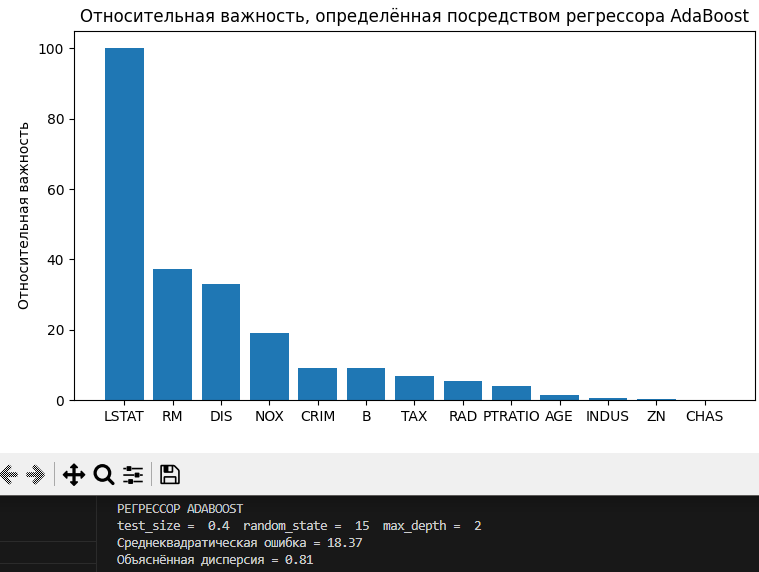 Относительная важность, определённая посредством регрессора AdaBoost
Относительная важность
100
80
60
40
20
0
LSTAT RM DIS NOX CRIM B TAX RAD PTRATIO AGE INDUS ZN CHAS
РЕГРЕССОР ADABOOST
test_size =  0.4  random_state =  15  max_depth =  2
Среднеквадратическая ошибка = 18.37
Объяснённая дисперсия = 0.81